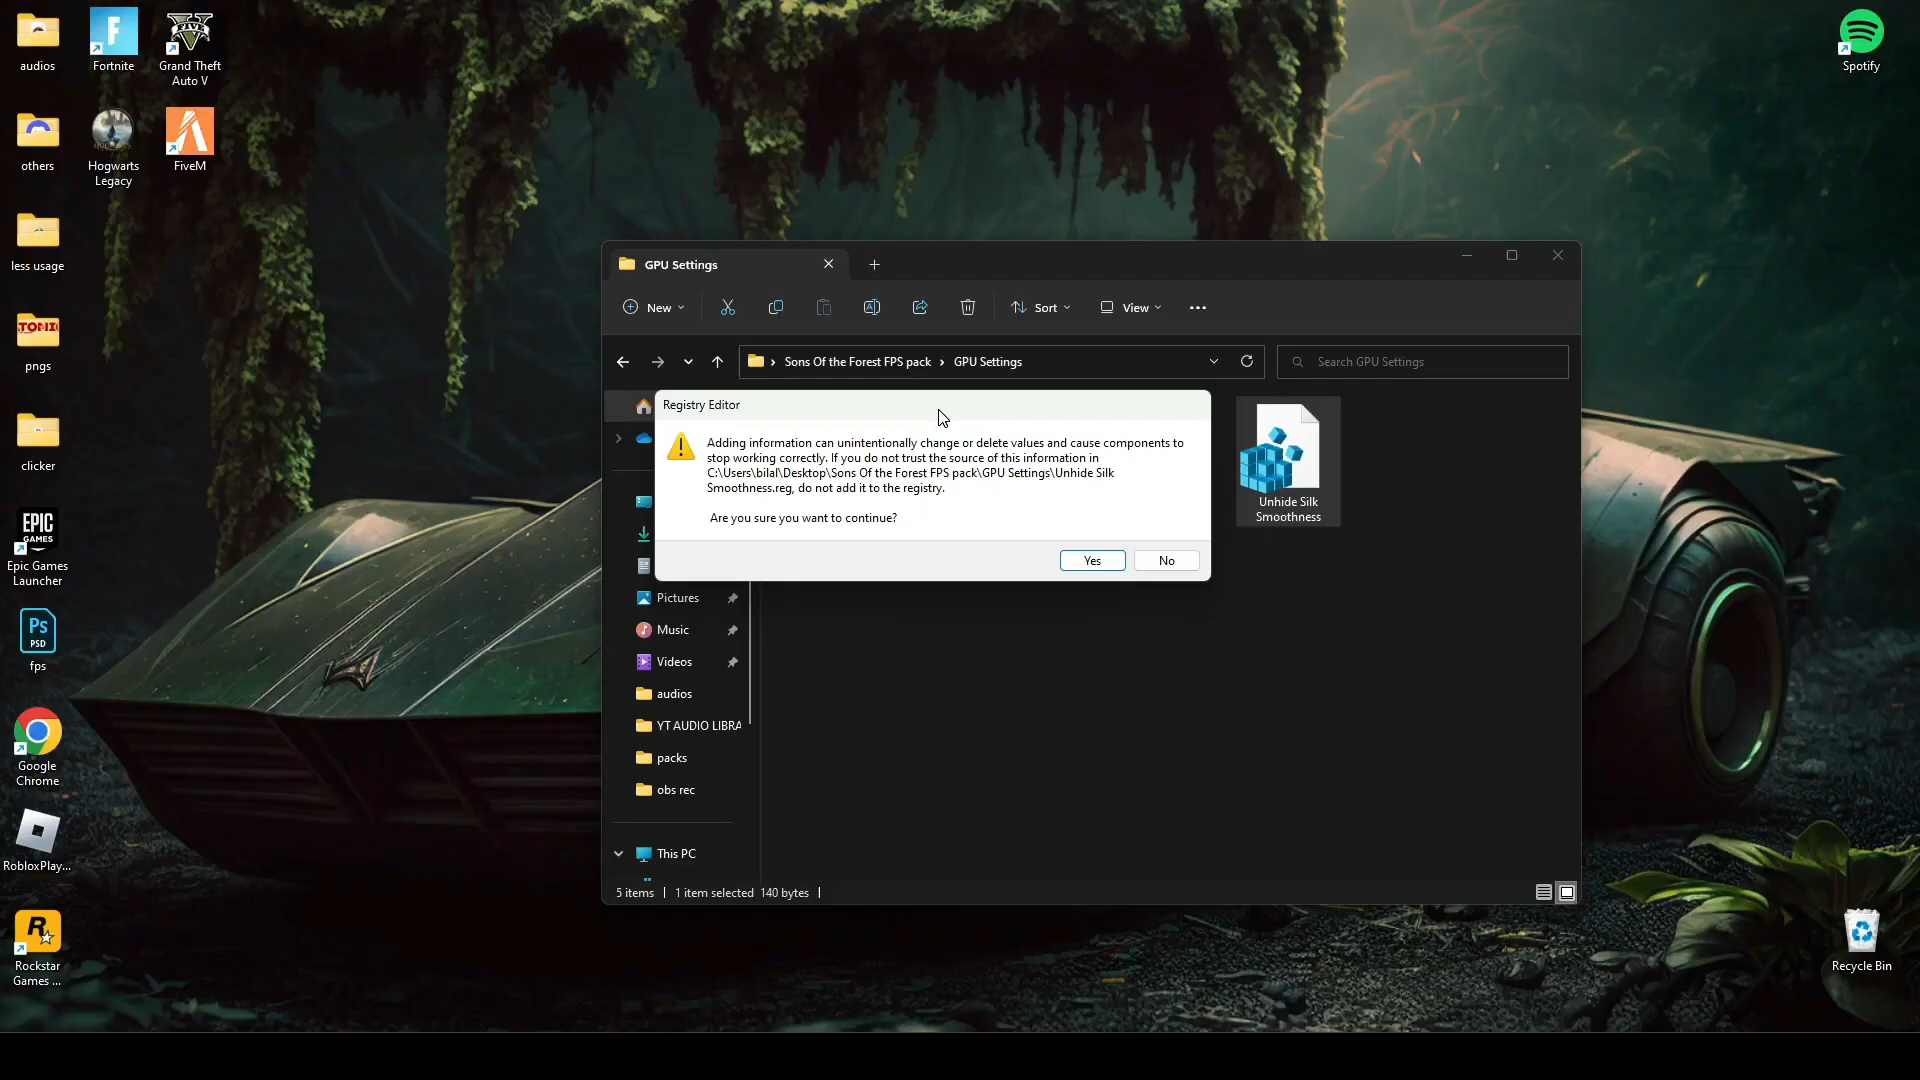 audios
Fortnite
Grand Theft
Auto V
Spotify
others
Hogwarts
Legacy
FiveM
less usage
TOMI
pngs
clicker
EPIC
GAMES
Epic Games
Launcher
Ps
PSD
fps
Google
Chrome
RobloxPlay...
Rockstar
Games ...
Recycle Bin
GPU Settings
New
Sort
View
Sons Of the Forest FPS pack
GPU Settings
Search GPU Settings
Registry Editor
Adding information can unintentionally change or delete values and cause components to
stop working correctly. If you do not trust the source of this information in
C:\Users\bilal\Desktop\Sons Of the Forest FPS pack\GPU Settings\Unhide Silk
Smoothness.reg, do not add it to the registry.
Are you sure you want to continue?
Yes
No
Unhide Silk
Smoothness
Pictures
Music
Videos
audios
YT AUDIO LIBRA
packs
obs rec
This PC
5 items
1 item selected 140 bytes